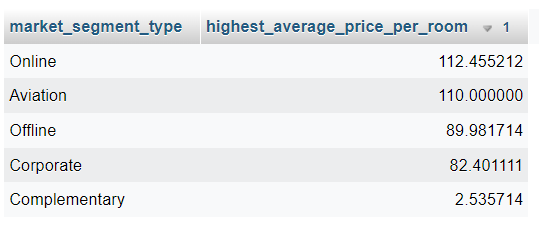 market_segment_type highest_average_price_per_room 1
Online 112.455212
Aviation 110.000000
Offline 89.981714
Corporate 82.401111
Complementary 2.535714